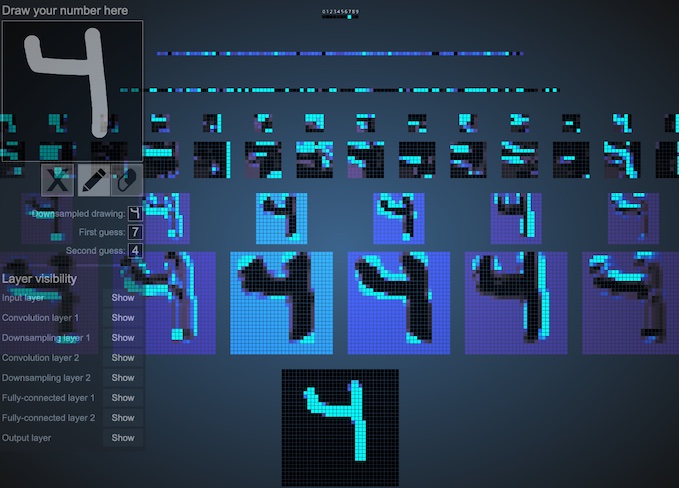 Draw your number here
0123456789
4
Downsampled drawing: 4
First guess: 7
Second guess: 4
Layer visibility
Input layer Show
Convolution layer 1 Show
Downsampling layer 1 Show
Convolution layer 2 Show
Downsampling layer 2 Show
Fully-connected layer 1 Show
Fully-connected layer 2 Show
Output layer Show
4